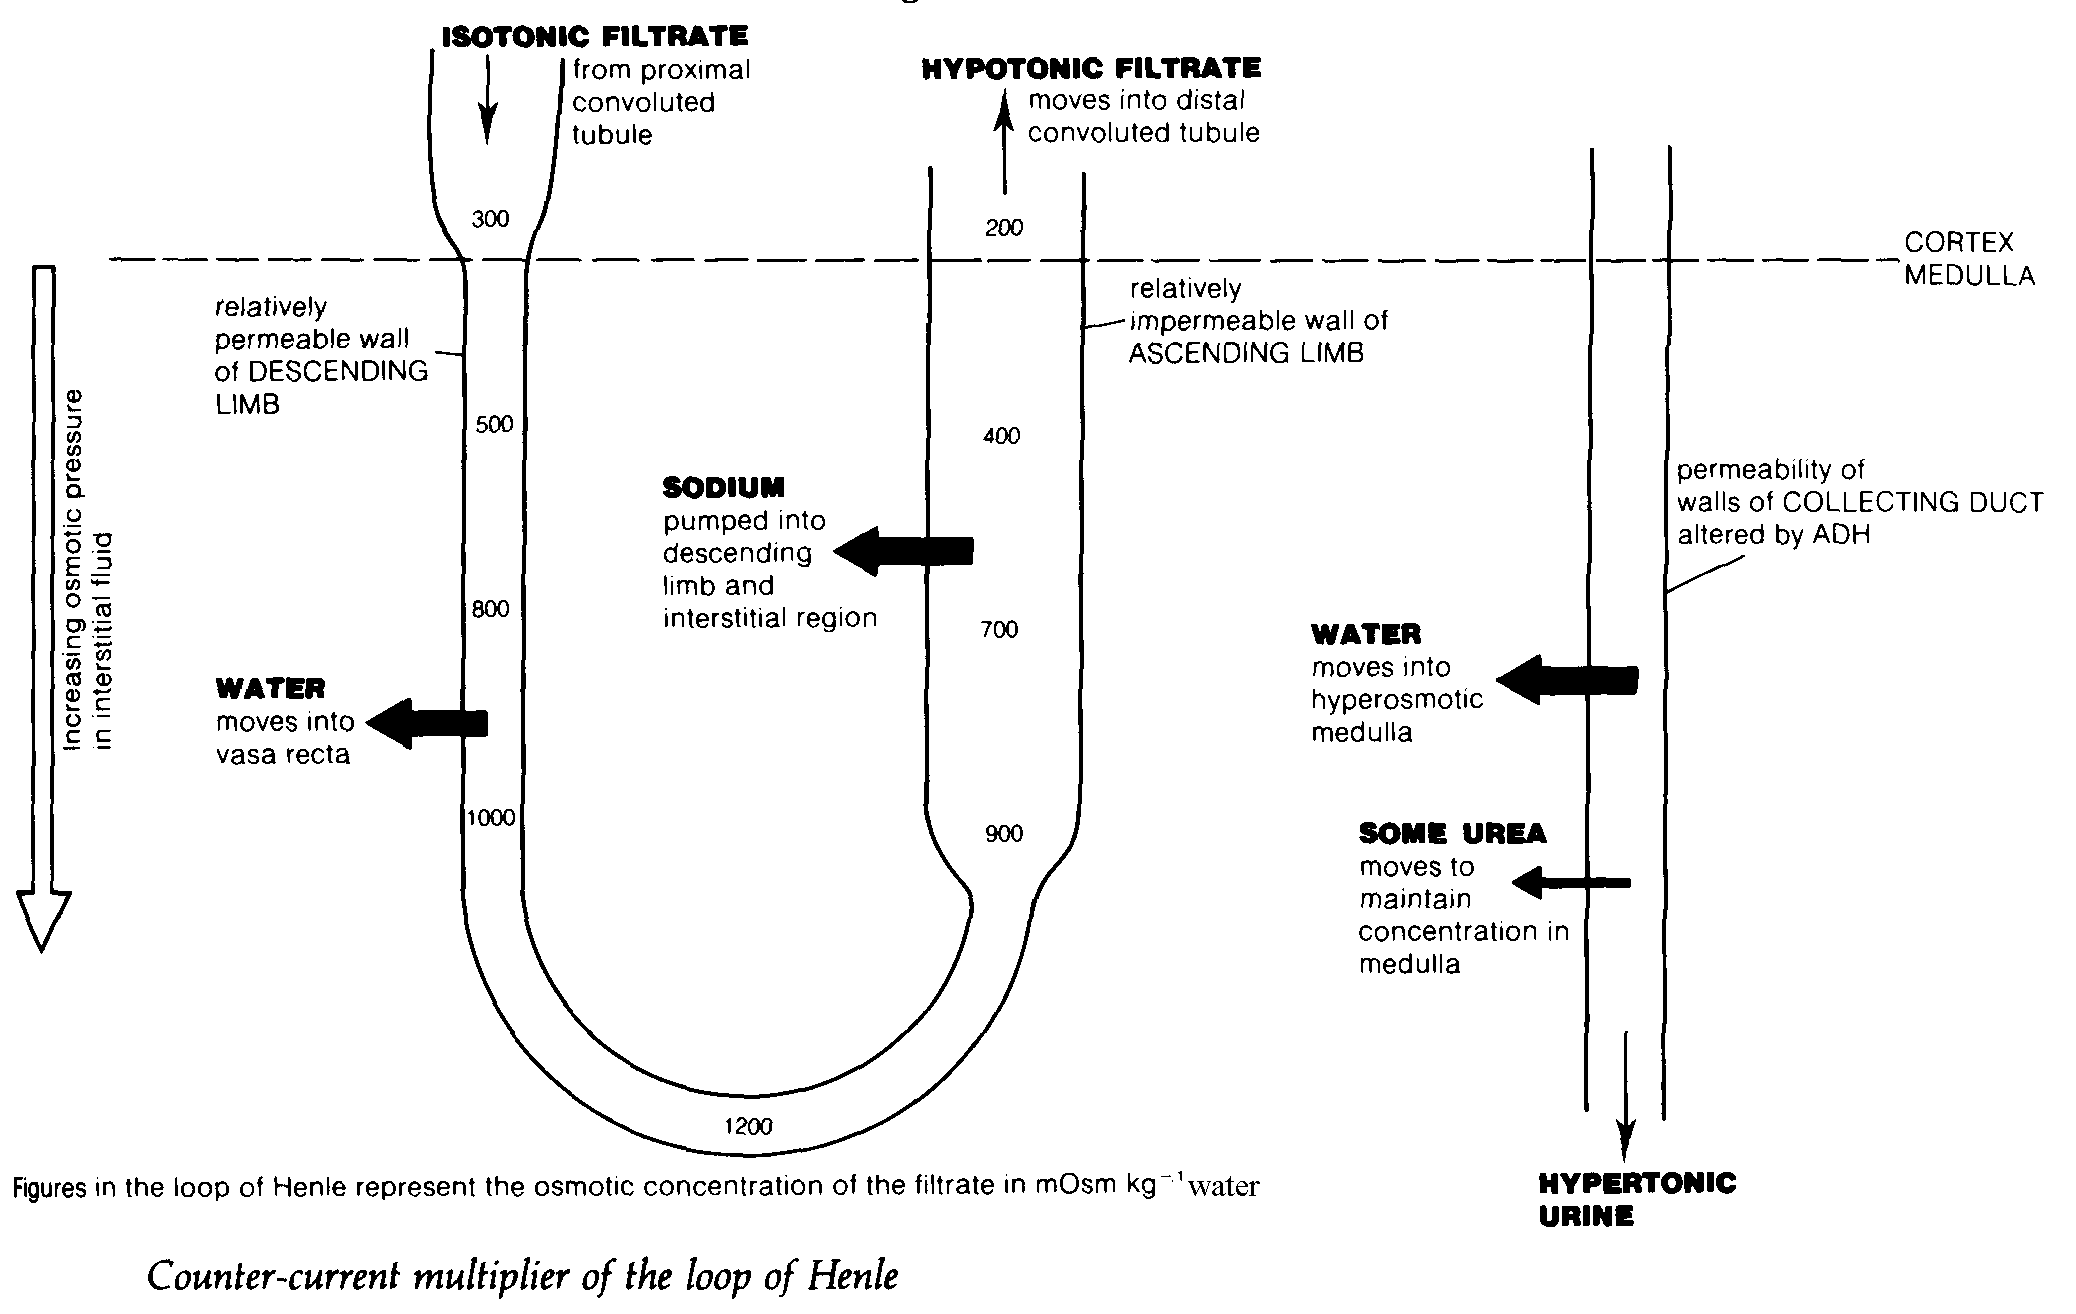 ISOTONIC FILTRATE
from proximal
convoluted
tubule
HYPOTONIC FILTRATE
moves into distal
convoluted tubule
300
200
CORTEX
MEDULLA
relatively
permeable wall
of DESCENDING
LIMB
relatively
impermeable wall of
ASCENDING LIMB
Increasing osmotic pressure
in interstitial fluid
500
400
SODIUM
pumped into
descending
limb and
interstitial region
permeability of
walls of COLLECTING DUCT
altered by ADH
800
700
WATER
moves into
vasa recta
WATER
moves into
hyperosmotic
medulla
1000
900
SOME UREA
moves to
maintain
concentration in
medulla
1200
Figures in the loop of Henle represent the osmotic concentration of the filtrate in mOsm kg⁻¹ water
HYPERTONIC
URINE
Counter-current multiplier of the loop of Henle